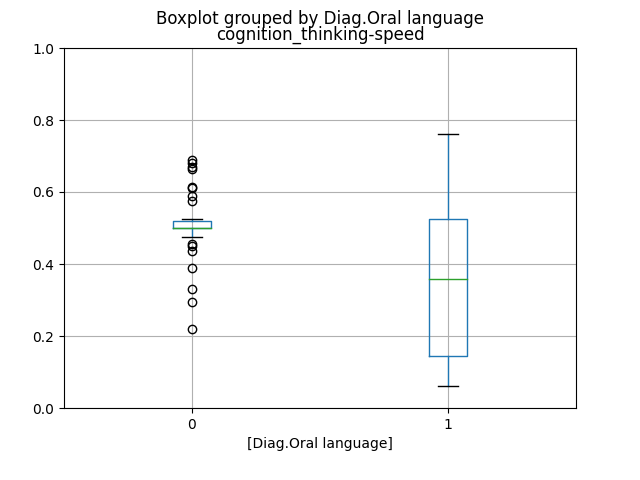 Boxplot grouped by Diag.Oral language
cognition_thinking-speed
1.0
0.8
0.6
0.4
0.2
0.0
0
1
[Diag.Oral language]